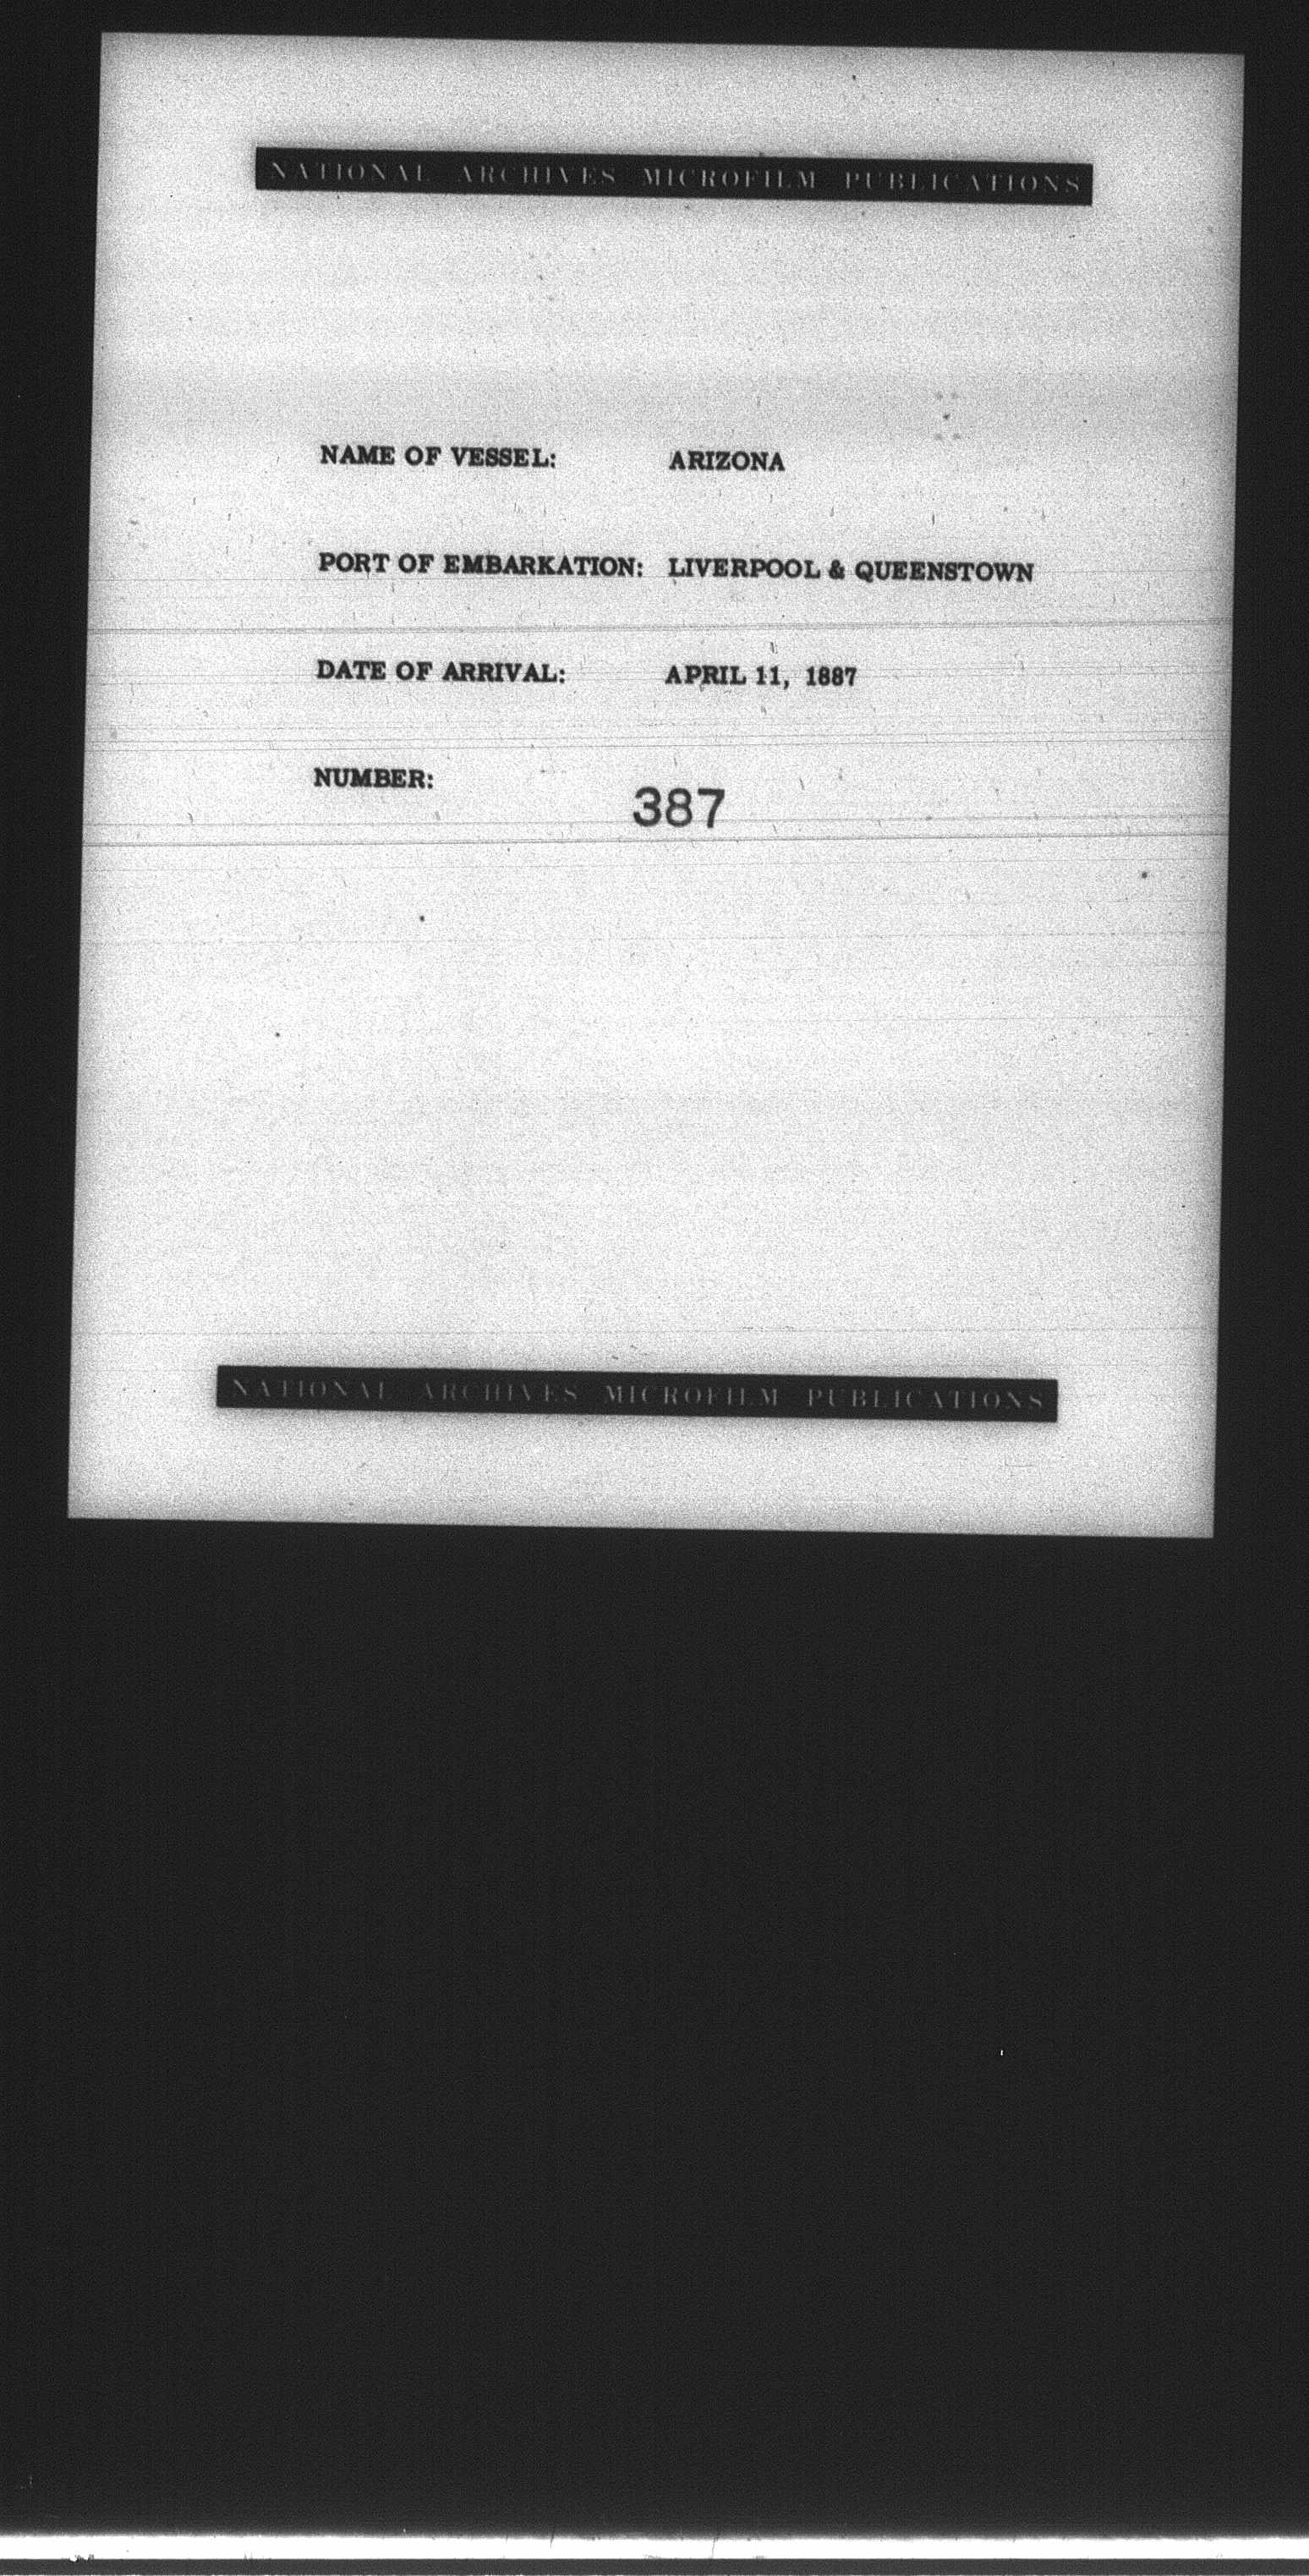 NATIONAL ARCHIVES MICROFILM PUBLICATIONS
NAME OF VESSEL: ARIZONA
PORT OF EMBARKATION: LIVERPOOL & QUEENSTOWN
DATE OF ARRIVAL: APRIL 11, 1887
NUMBER: 387
NATIONAL ARCHIVES MICROFILM PUBLICATIONS